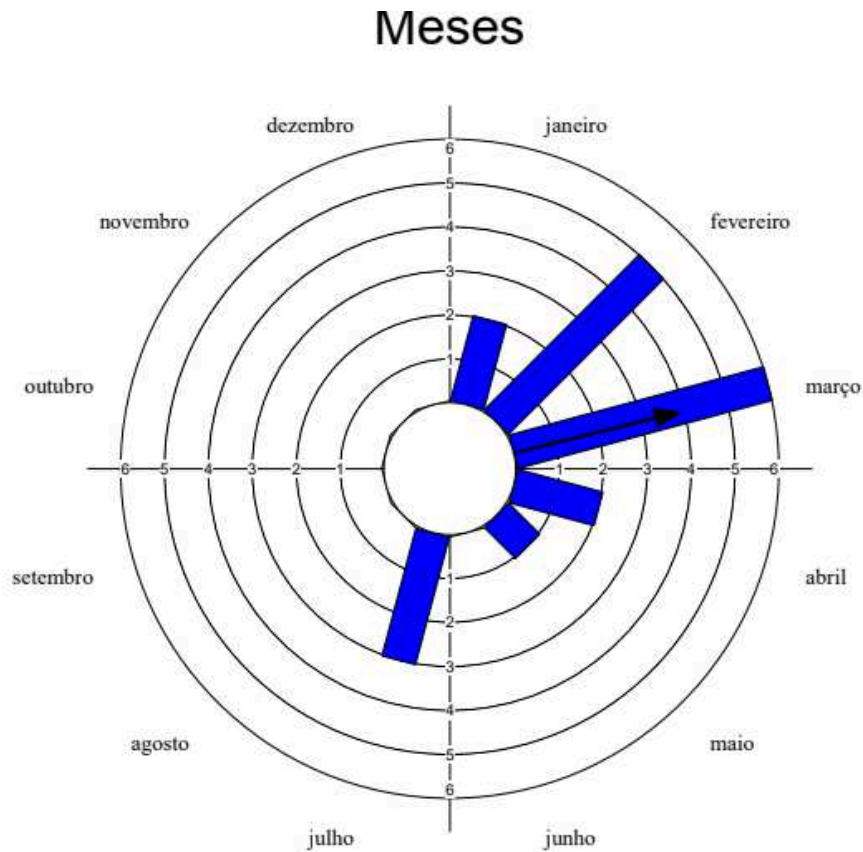 Meses
dezembro janeiro
novembro fevereiro
outubro março
setembro abril
agosto maio
julho junho
6
5
4
3
2
1
6 5 4 3 2 1 1 2 3 4 5 6
1
2
3
4
5
6